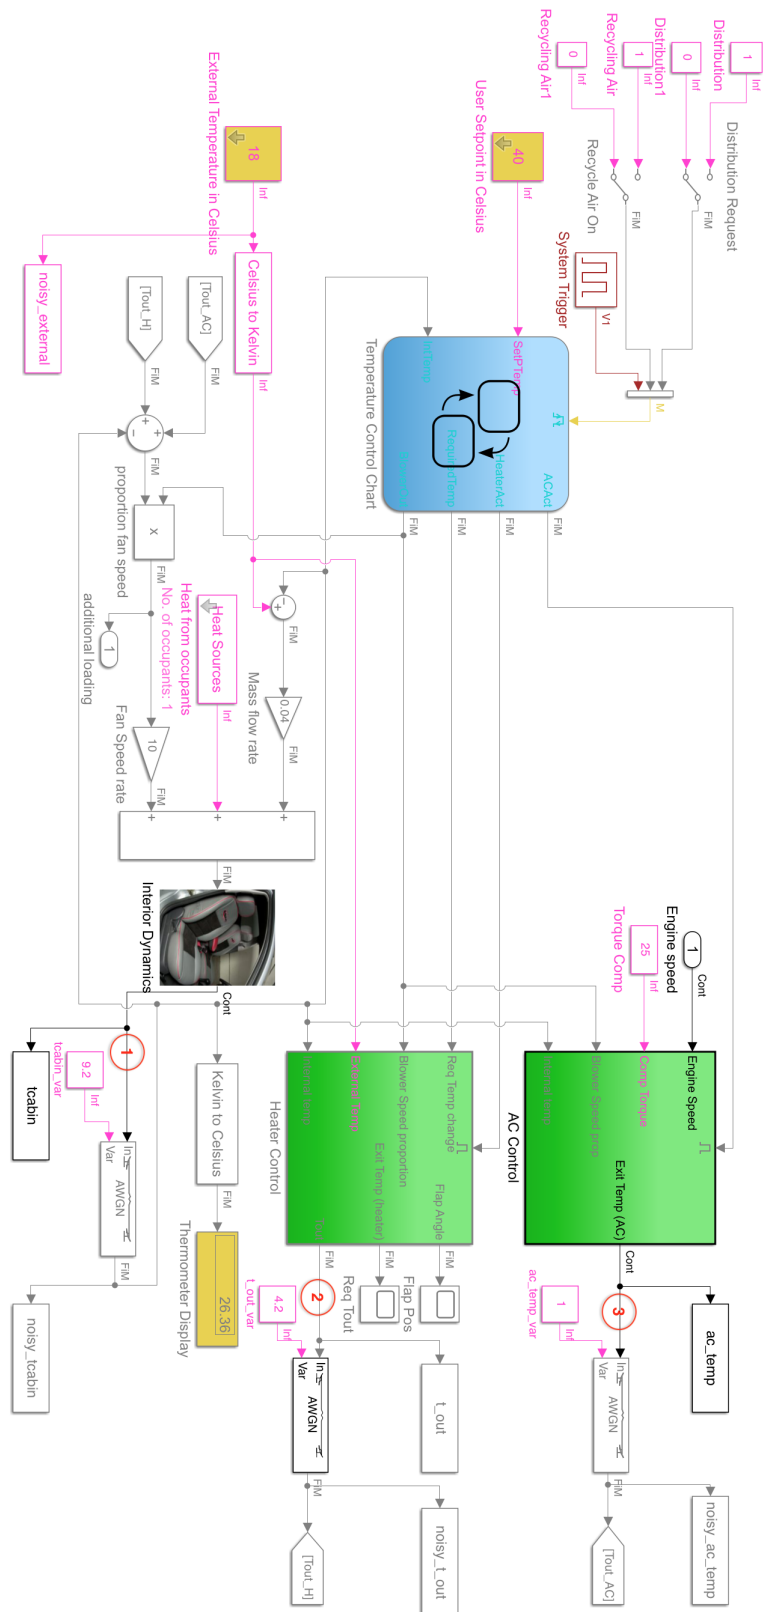 1
Inf
Distribution
0
Inf
Distribution1
1
Inf
Recycling Air
0
Inf
Recycling Air1
Distribution Request
FiM
FiM
Recycle Air On
System Trigger
V1
M
40
Inf
User Setpoint in Celsius
18
Inf
External Temperature in Celsius
noisy_external
Celsius to Kelvin
Inf
[Tout_AC]
FiM
[Tout_H]
FiM
SetPTemp
IntTemp
ACAct
HeaterAct
RequiredTemp
FiM
FiM
FiM
FiM
Temperature Control Chart
+
+
−
FiM
proportion fan speed
x
FiM
1
additional loading
−
+
FiM
0.04
FiM
Mass flow rate
Heat Sources
Inf
Heat from occupants
No. of occupants: 1
10
FiM
Fan Speed rate
+
+
+
FiM
Interior Dynamics
Cont
1
Cont
Engine speed
25
Inf
Torque Comp
Engine Speed
Comp Torque
Blower Speed prop
Exit Temp (AC)
Cont
AC Control
Req Temp change
Blower Speed proportion
External Temp
Flap Angle
Exit Temp (heater)
FiM
FiM
FiM
Heater Control
Flap Pos
Req Tout
Kelvin to Celsius
FiM
26.36
Thermometer Display
tcabin
1
9.2
Inf
tcabin_var
In
Var
AWGN
FiM
noisy_tcabin
2
4.2
Inf
t_out_var
In
Var
AWGN
FiM
t_out
noisy_t_out
[Tout_H]
3
1
Inf
ac_temp_var
In
Var
AWGN
FiM
ac_temp
noisy_ac_temp
[Tout_AC]